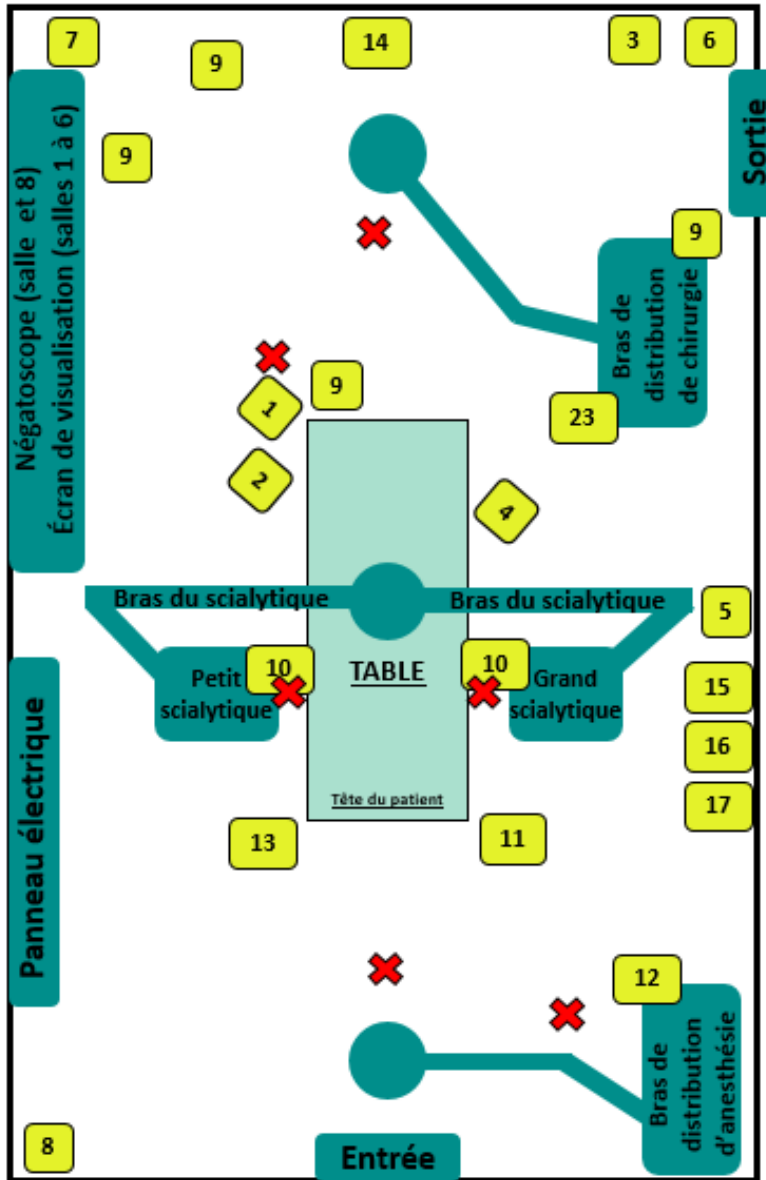 7
9
14
3
6
Négatoscope (salle et 8)
Écran de visualisation (salles 1 à 6)
Sortie
9
9
Bras de
distribution
de chirurgie
9
1
23
2
4
Bras du scialytique
Bras du scialytique
5
10
TABLE
10
Petit
scialytique
Grand
scialytique
15
16
Panneau électrique
Tête du patient
17
13
11
12
Bras de
distribution
d'anesthésie
8
Entrée